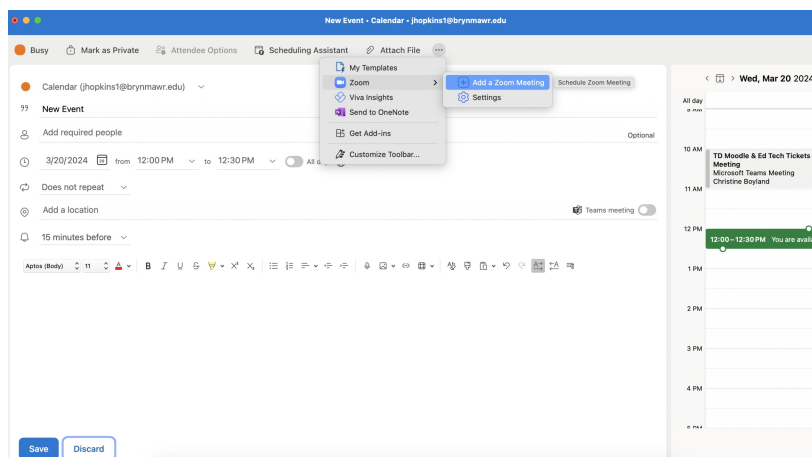 New Event • Calendar • jhopkins1@brynmawr.edu
Busy Mark as Private Attendee Options Scheduling Assistant Attach File ...
My Templates
Zoom
Viva Insights
Send to OneNote
Get Add-ins
Customize Toolbar...
Add a Zoom Meeting
Settings
Schedule Zoom Meeting
Calendar (jhopkins1@brynmawr.edu)
New Event
Add required people Optional
3/20/2024 from 12:00 PM to 12:30 PM All
Does not repeat
Add a location Teams meeting
15 minutes before
Aptos (Body) 11 A B I U S X² X₂
Save Discard
Wed, Mar 20 2024
All day
10 AM
TD Moodle & Ed Tech Tickets
Meeting
Microsoft Teams Meeting
Christine Boyland
11 AM
12 PM
12:00 – 12:30 PM You are
1 PM
2 PM
3 PM
4 PM